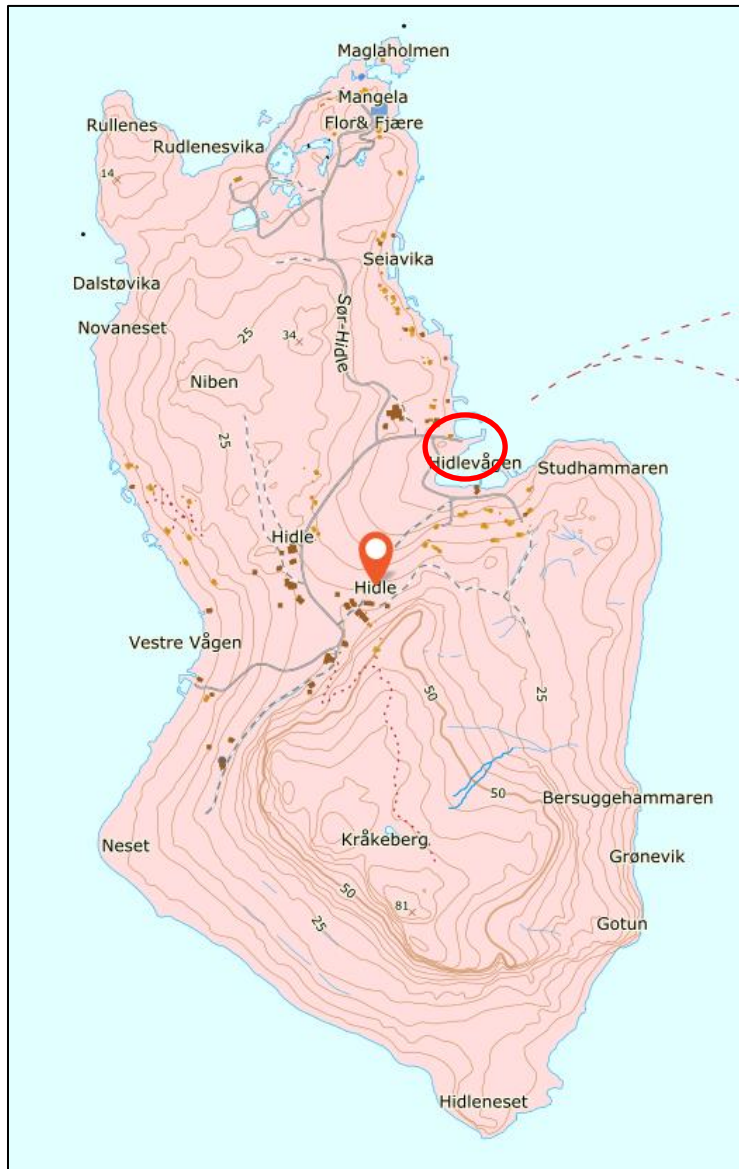 Maglaholmen
Mangela
Flor& Fjære
Rullenes
Rudlenesvika
14
Seiavika
Dalstøvika
Novaneset
Sør-Hidle
25
34
Niben
25
Hidlevågen
Studhammaren
Hidle
Hidle
Vestre Vågen
50
25
50
Bersuggehammaren
Neset
Kråkeberg
Grønevik
50
81
25
Gotun
Hidleneset